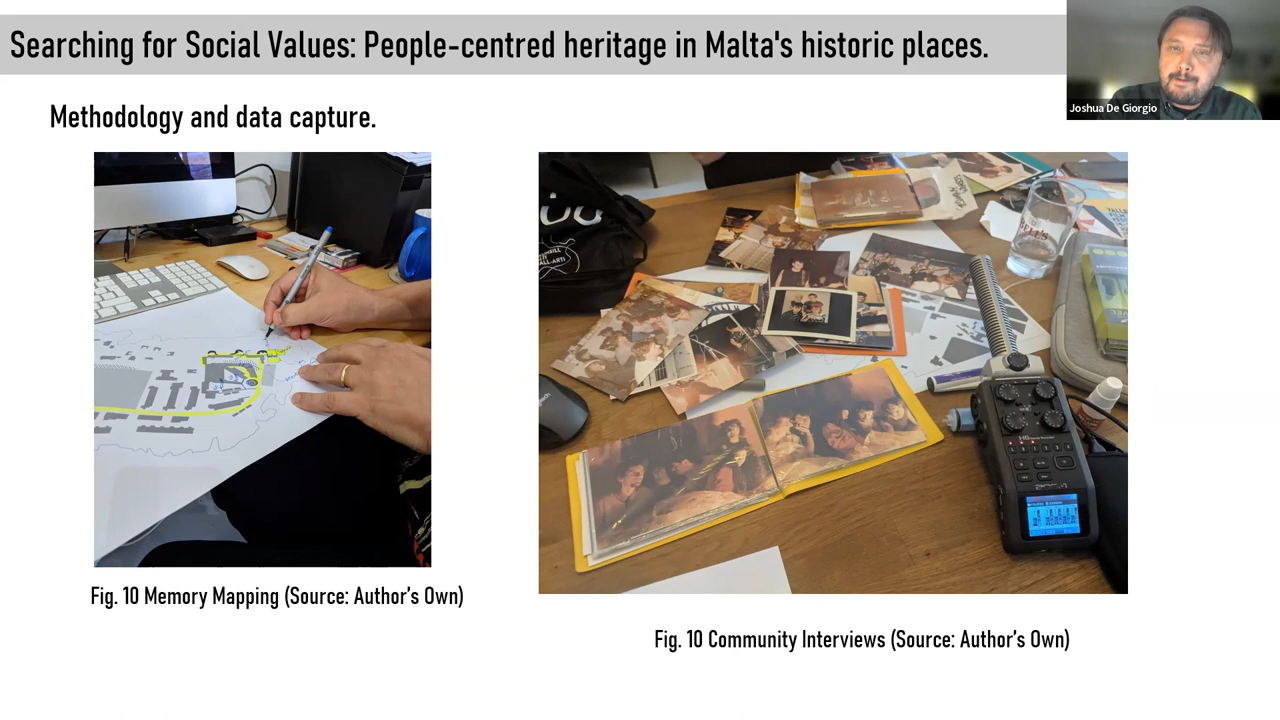 Searching for Social Values: People-centred heritage in Malta's historic places.
Joshua De Giorgio
Methodology and data capture.
Fig. 10 Memory Mapping (Source: Author's Own)
Fig. 10 Community Interviews (Source: Author's Own)